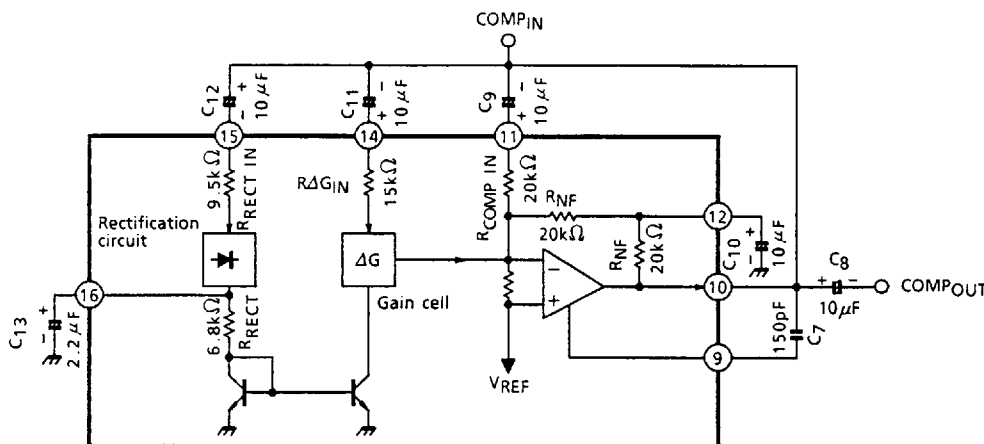 COMPIN
C12
+
-
10 μF
C11
-
+
10 μF
C9
-
+
10 μF
15
14
11
9.5kΩ
RRECT IN
RΔGIN
15kΩ
RCOMP IN
20kΩ
RNF
20kΩ
RNF
20kΩ
12
C10
+
-
10 μF
Rectification
circuit
ΔG
Gain cell
-
+
10
C8
+
-
10 μF
COMPOUT
16
C13
+
-
2.2 μF
6.8kΩ
RRECT
VREF
150pF
C7
9